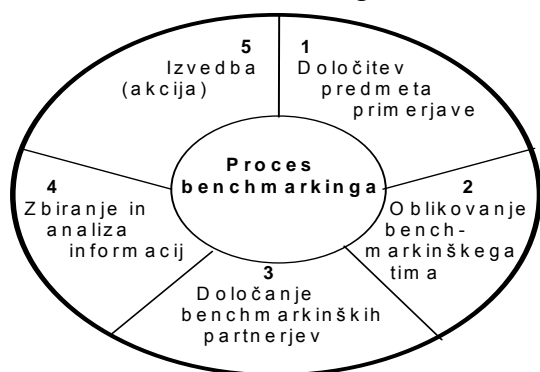 Proces
benchmarkinga
1
Določitev
predmeta
primerjave
2
Oblikovanje
bench-
markinškega
tima
3
Določanje
benchmarkinških
partnerjev
4
Zbiranje in
analiza
informacij
5
Izvedba
(akcija)